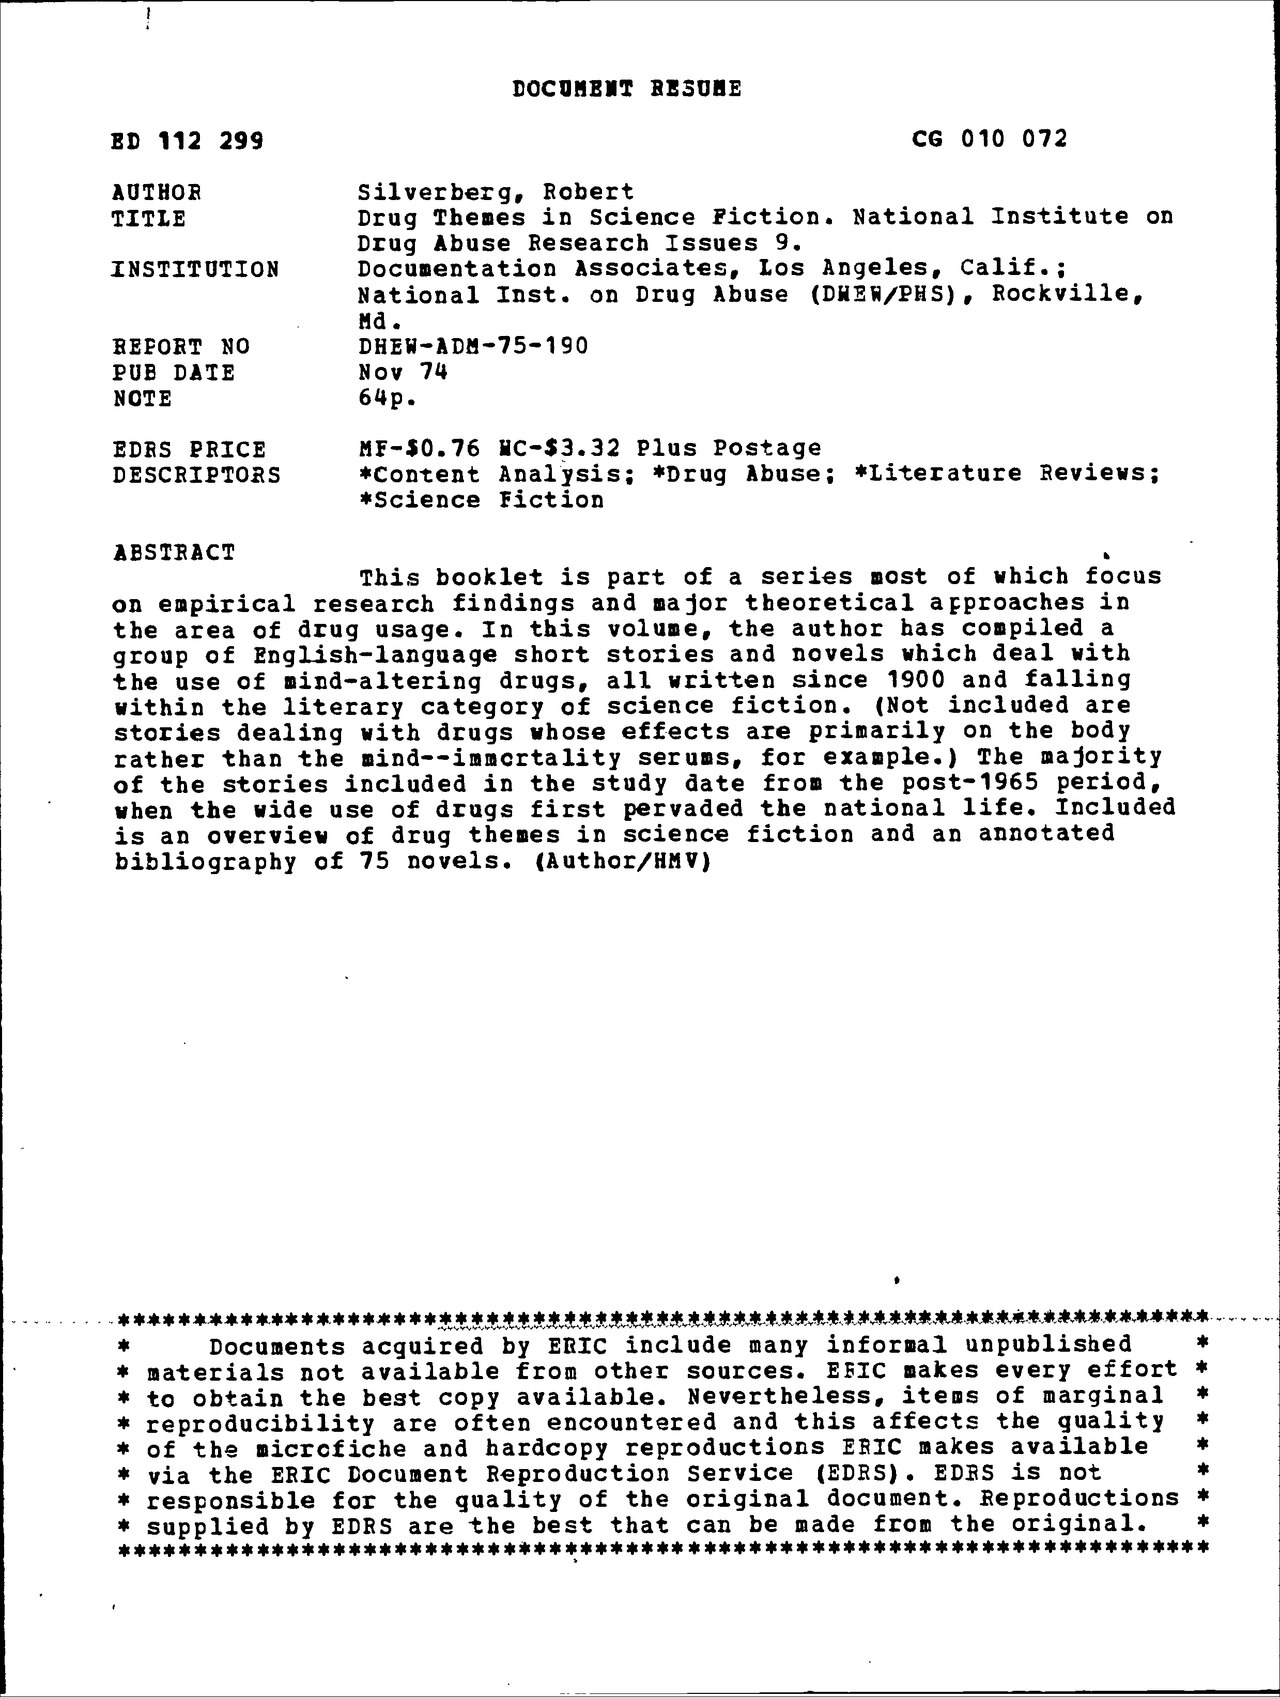 DOCUMENT RESUME
ED 112 299 CG 010 072
AUTHOR Silverberg, Robert
TITLE Drug Themes in Science Fiction. National Institute on
Drug Abuse Research Issues 9.
INSTITUTION Documentation Associates, Los Angeles, Calif.;
National Inst. on Drug Abuse (DHEW/PHS), Rockville,
Md.
REPORT NO DHEW-ADM-75-190
PUB DATE Nov 74
NOTE 64p.
EDRS PRICE MF-$0.76 HC-$3.32 Plus Postage
DESCRIPTORS *Content Analysis; *Drug Abuse; *Literature Reviews;
*Science Fiction
ABSTRACT
This booklet is part of a series most of which focus
on empirical research findings and major theoretical approaches in
the area of drug usage. In this volume, the author has compiled a
group of English-language short stories and novels which deal with
the use of mind-altering drugs, all written since 1900 and falling
within the literary category of science fiction. (Not included are
stories dealing with drugs whose effects are primarily on the body
rather than the mind--immortality serums, for example.) The majority
of the stories included in the study date from the post-1965 period,
when the wide use of drugs first pervaded the national life. Included
is an overview of drug themes in science fiction and an annotated
bibliography of 75 novels. (Author/HMV)
***********************************************************************
* Documents acquired by ERIC include many informal unpublished *
* materials not available from other sources. ERIC makes every effort *
* to obtain the best copy available. Nevertheless, items of marginal *
* reproducibility are often encountered and this affects the quality *
* of the microfiche and hardcopy reproductions ERIC makes available *
* via the ERIC Document Reproduction Service (EDRS). EDRS is not *
* responsible for the quality of the original document. Reproductions *
* supplied by EDRS are the best that can be made from the original. *
***********************************************************************